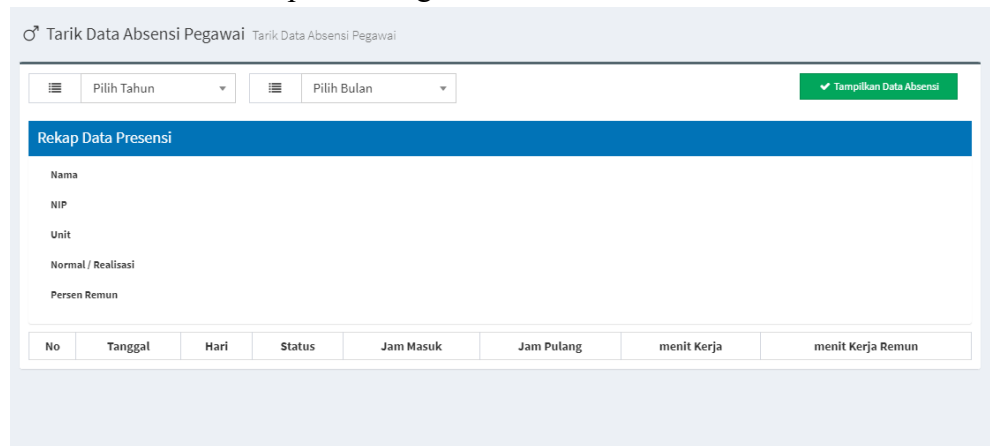 Tarik Data Absensi Pegawai Tarik Data Absensi Pegawai
Pilih Tahun Pilih Bulan Tampilkan Data Absensi
Rekap Data Presensi
Nama
NIP
Unit
Normal / Realisasi
Persen Remun
No Tanggal Hari Status Jam Masuk Jam Pulang menit Kerja menit Kerja Remun